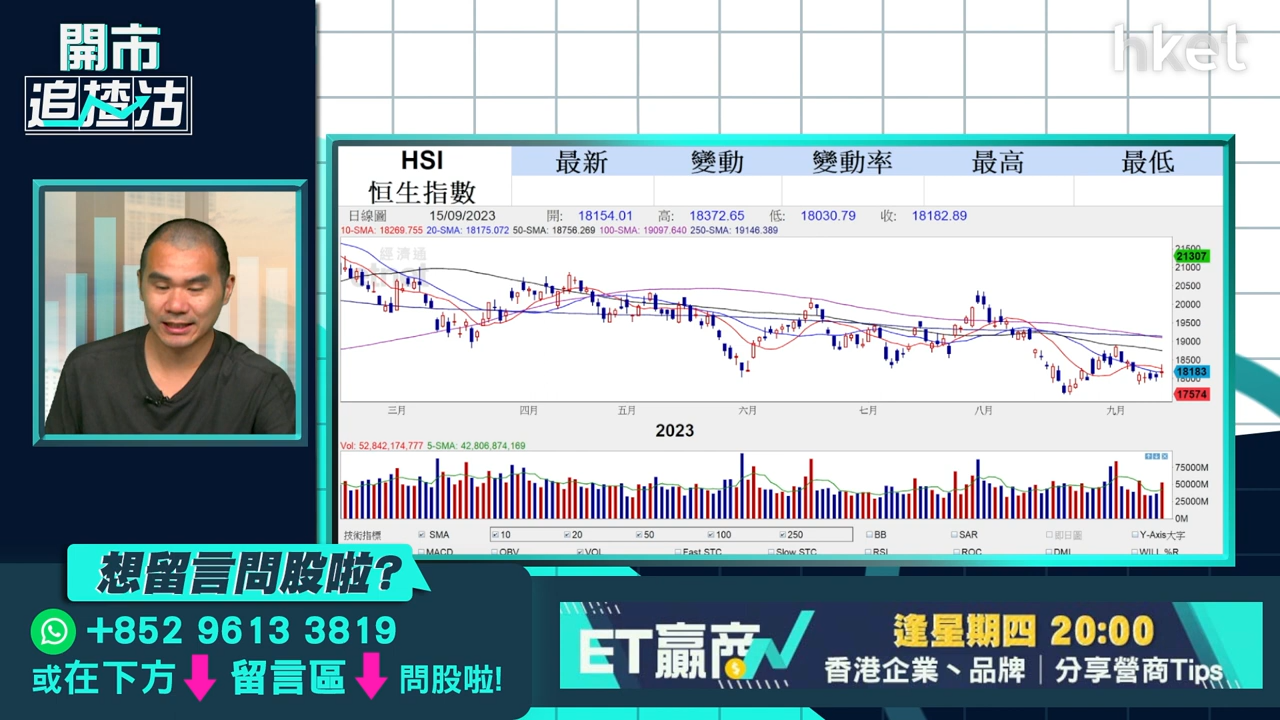 開市
追揸沽
hket
HSI
恒生指數
最新 變動 變動率 最高 最低
日線圖 15/09/2023 開: 18154.01 高: 18372.65 低: 18030.79 收: 18182.89
10-SMA: 18269.755 20-SMA: 18175.072 50-SMA: 18756.269 100-SMA: 19097.640 250-SMA: 19146.389
經濟通
21500
21307
21000
20500
20000
19500
19000
18500
18183
18000
17574
三月 四月 五月 六月 七月 八月 九月
2023
Vol: 52,842,174,777 5-SMA: 42,806,874,169
75000M
50000M
25000M
0M
技術指標 SMA 10 20 50 100 250 BB SAR 即日圖 Y-Axis大字
MACD OBV VOL Fast STC Slow STC RSI ROC DMI WILL %R
想留言問股啦?
+852 9613 3819
或在下方 留言區 問股啦!
ET贏商
逢星期四 20:00
香港企業、品牌｜分享營商Tips